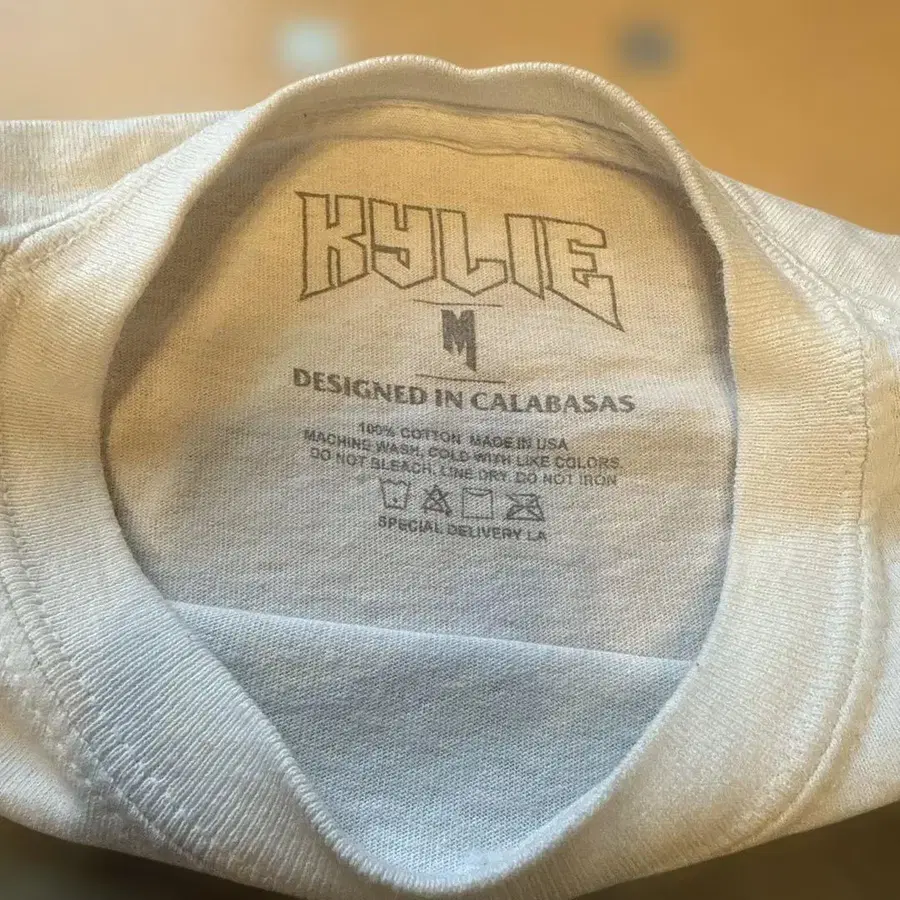 KYLIE
M
DESIGNED IN CALABASAS
100% COTTON MADE IN USA
MACHINE WASH, COLD WITH LIKE COLORS.
DO NOT BLEACH, LINE DRY. DO NOT IRON
SPECIAL DELIVERY LA